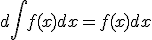 d∫f(x)dx = f(x)dx